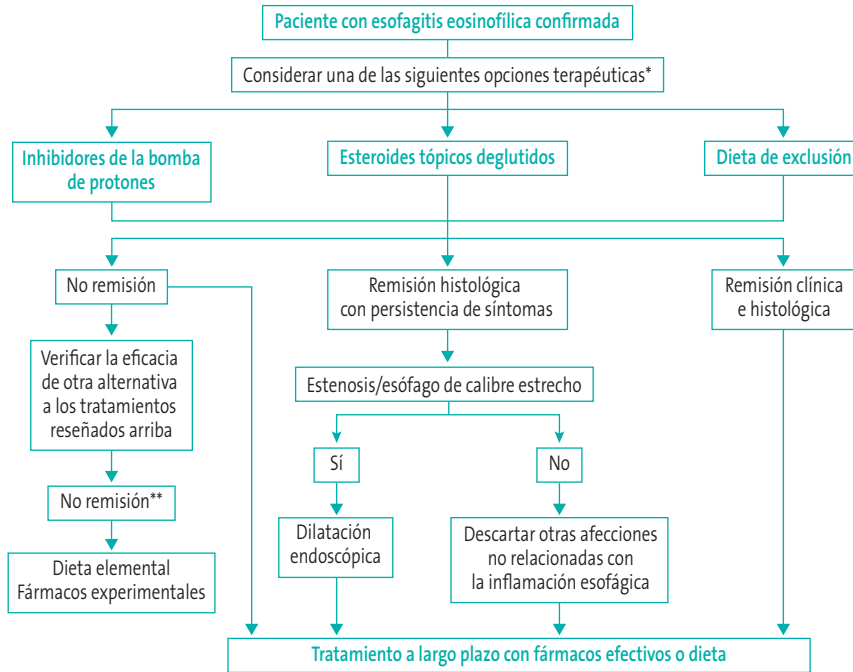 Paciente con esofagitis eosinofílica confirmada
Considerar una de las siguientes opciones terapéuticas*
Inhibidores de la bomba
de protones
Esteroides tópicos deglutidos
Dieta de exclusión
No remisión
Remisión histológica
con persistencia de síntomas
Remisión clínica
e histológica
Verificar la eficacia
de otra alternativa
a los tratamientos
reseñados arriba
Estenosis/esófago de calibre estrecho
Sí
No
No remisión**
Dilatación
endoscópica
Descartar otras afecciones
no relacionadas con
la inflamación esofágica
Dieta elemental
Fármacos experimentales
Tratamiento a largo plazo con fármacos efectivos o dieta